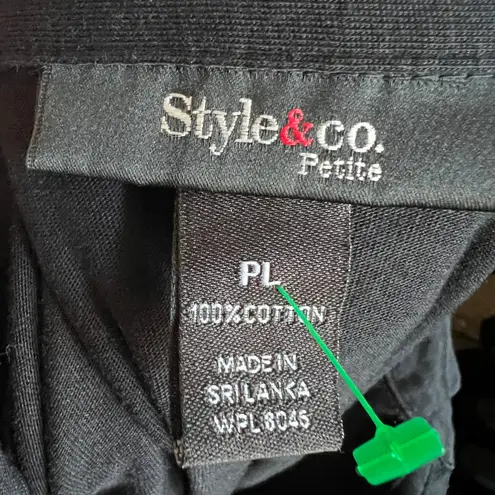 Style&co.
Petite
PL
100% COTTON
MADE IN
SRI LANKA
WPL 8045